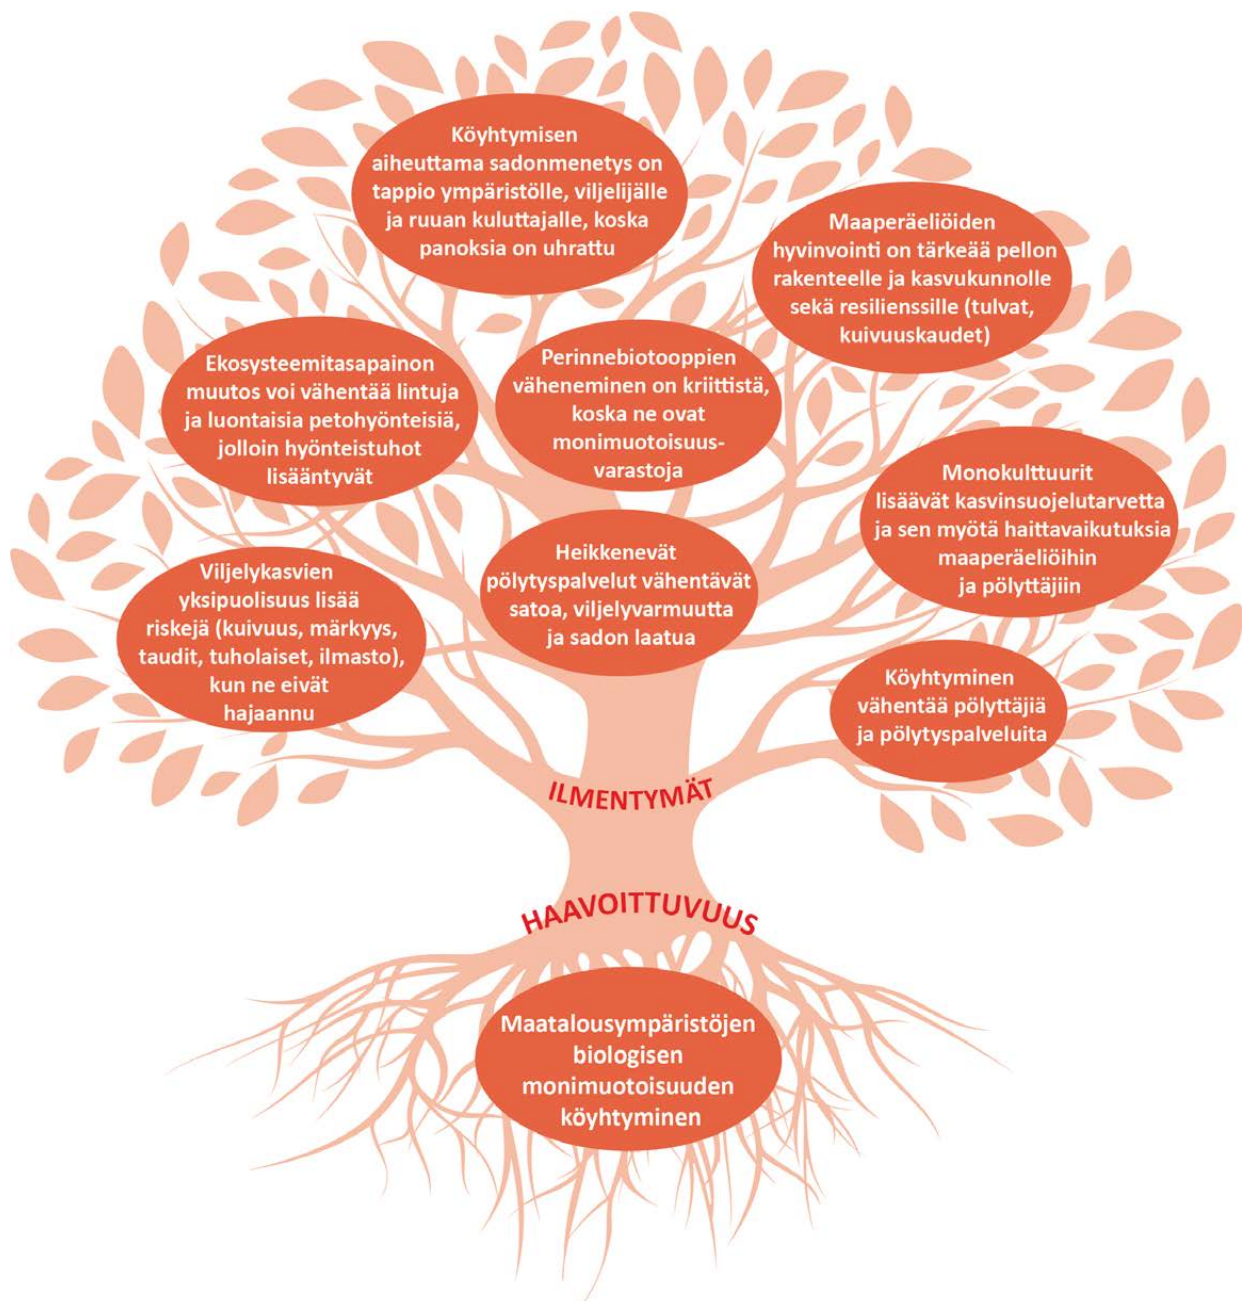 Köyhtymisen
aiheuttama sadonmenetys on
tappio ympäristölle, viljelijälle
ja ruuan kuluttajalle, koska
panoksia on uhrattu
Maaperäeliöiden
hyvinvointi on tärkeää pellon
rakenteelle ja kasvukunnolle
sekä resilienssille (tulvat,
kuivuuskaudet)
Ekosysteemitasapainon
muutos voi vähentää lintuja
ja luontaisia petohyönteisiä,
jolloin hyönteistuhot
lisääntyvät
Perinnebiotooppien
väheneminen on kriittistä,
koska ne ovat
monimuotoisuus-
varastoja
Monokulttuurit
lisäävät kasvinsuojelutarvetta
ja sen myötä haittavaikutuksia
maaperäeliöihin
ja pölyttäjiin
Viljelykasvien
yksipuolisuus lisää
riskejä (kuivuus, märkyys,
taudit, tuholaiset, ilmasto),
kun ne eivät
hajaannu
Heikkenevät
pölytyspalvelut vähentävät
satoa, viljelyvarmuutta
ja sadon laatua
Köyhtyminen
vähentää pölyttäjiä
ja pölytyspalveluita
ILMENTYMÄT
HAAVOITTUVUUS
Maatalousympäristöjen
biologisen
monimuotoisuuden
köyhtyminen